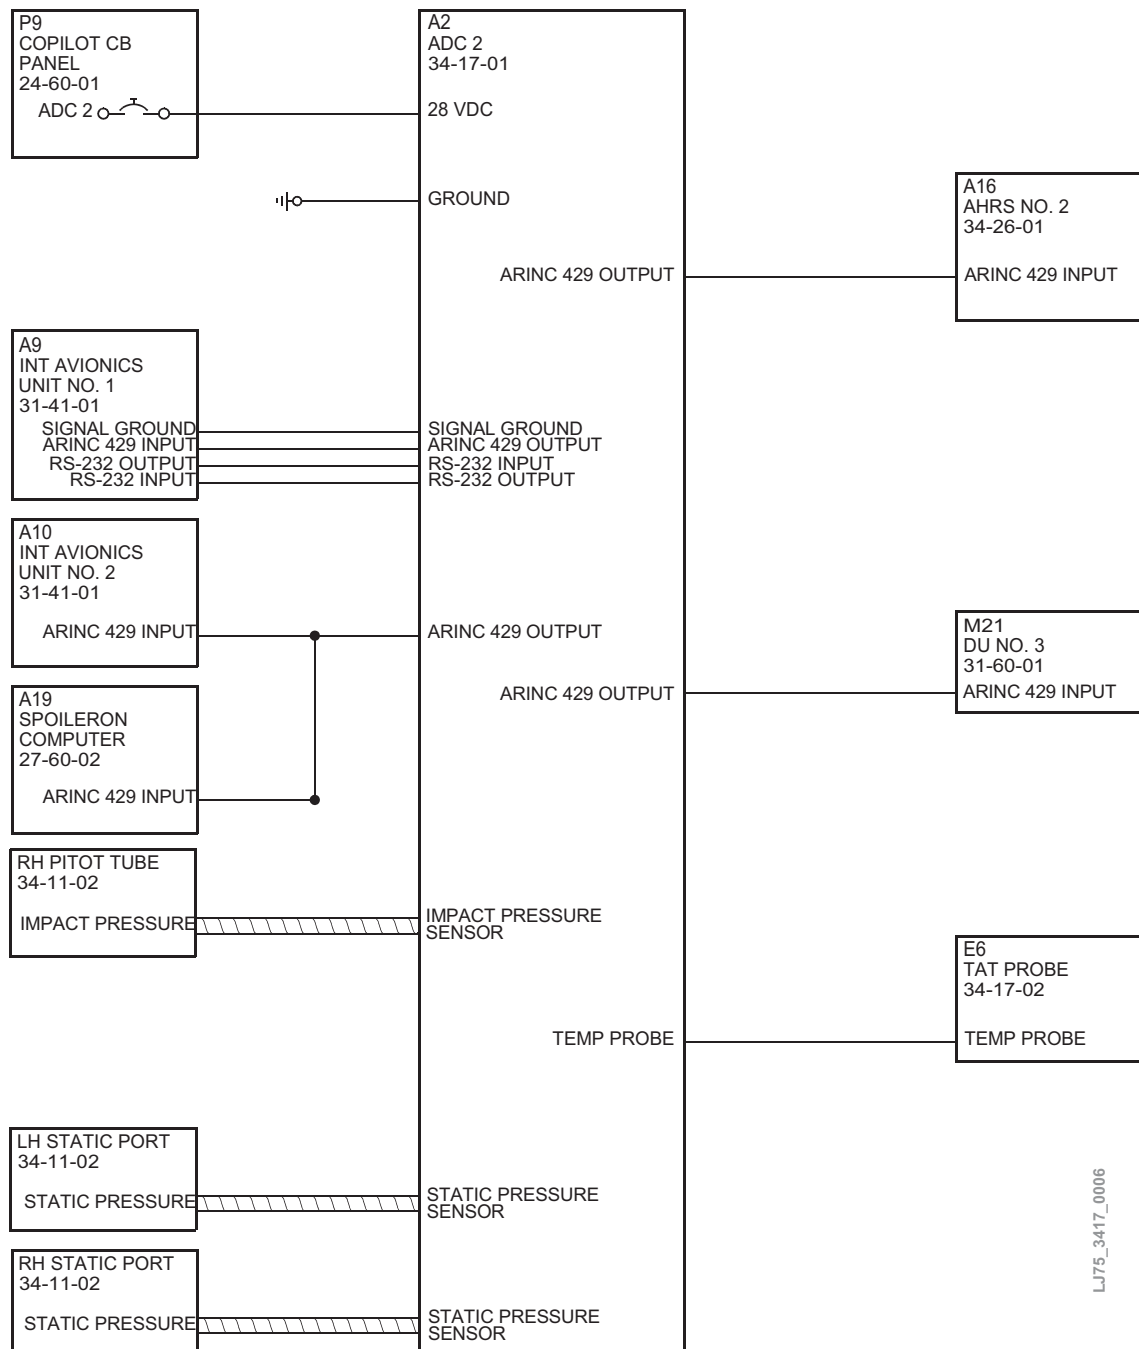 P9
COPILOT CB
PANEL
24-60-01
ADC 2
A2
ADC 2
34-17-01
28 VDC
GROUND
ARINC 429 OUTPUT
A16
AHRS NO. 2
34-26-01
ARINC 429 INPUT
A9
INT AVIONICS
UNIT NO. 1
31-41-01
SIGNAL GROUND
ARINC 429 INPUT
RS-232 OUTPUT
RS-232 INPUT
SIGNAL GROUND
ARINC 429 OUTPUT
RS-232 INPUT
RS-232 OUTPUT
A10
INT AVIONICS
UNIT NO. 2
31-41-01
ARINC 429 INPUT
ARINC 429 OUTPUT
ARINC 429 OUTPUT
M21
DU NO. 3
31-60-01
ARINC 429 INPUT
A19
SPOILERON
COMPUTER
27-60-02
ARINC 429 INPUT
RH PITOT TUBE
34-11-02
IMPACT PRESSURE
IMPACT PRESSURE
SENSOR
TEMP PROBE
E6
TAT PROBE
34-17-02
TEMP PROBE
LH STATIC PORT
34-11-02
STATIC PRESSURE
STATIC PRESSURE
SENSOR
RH STATIC PORT
34-11-02
STATIC PRESSURE
STATIC PRESSURE
SENSOR
LJ75_3417_0006